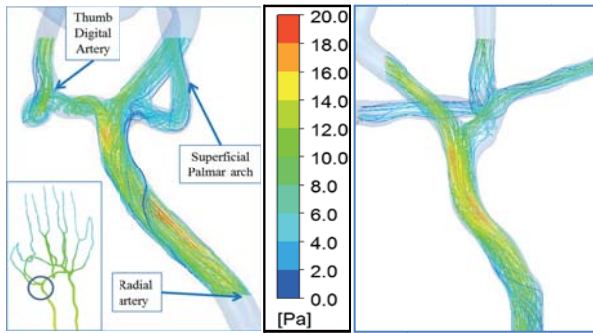 Thumb
Digital
Artery
Superficial
Palmar arch
Radial
artery
20.0
18.0
16.0
14.0
12.0
10.0
8.0
6.0
4.0
2.0
0.0
[Pa]